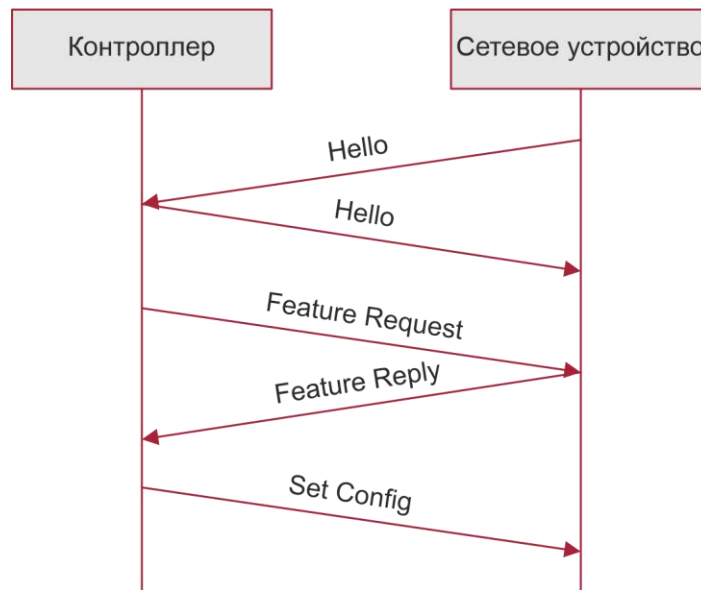 Контроллер
Сетевое устройство
Hello
Hello
Feature Request
Feature Reply
Set Config